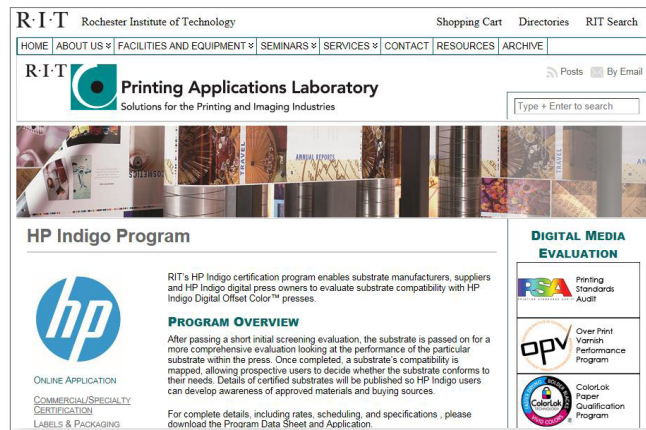 R·I·T Rochester Institute of Technology Shopping Cart Directories RIT Search
HOME ABOUT US FACILITIES AND EQUIPMENT SEMINARS SERVICES CONTACT RESOURCES ARCHIVE
R·I·T
Printing Applications Laboratory
Solutions for the Printing and Imaging Industries
Posts By Email
Type + Enter to search
ANNUAL REPORTS
TRAVEL
TRAVEL
HP Indigo Program
hp
ONLINE APPLICATION
COMMERCIAL/SPECIALTY
CERTIFICATION
LABELS & PACKAGING
RIT's HP Indigo certification program enables substrate manufacturers, suppliers
and HP Indigo digital press owners to evaluate substrate compatibility with HP
Indigo Digital Offset Color™ presses.
PROGRAM OVERVIEW
After passing a short initial screening evaluation, the substrate is passed on for a
more comprehensive evaluation looking at the performance of the particular
substrate within the press. Once completed, a substrate's compatibility is
mapped, allowing prospective users to decide whether the substrate conforms to
their needs. Details of certified substrates will be published so HP Indigo users
can develop awareness of approved materials and buying sources.
For complete details, including rates, scheduling, and specifications , please
download the Program Data Sheet and Application.
DIGITAL MEDIA
EVALUATION
PSA
PRINTING STANDARDS AUDIT
Printing
Standards
Audit
opv
Over Print
Varnish
Performance
Program
ColorLok
TECHNOLOGY
VIVID COLORS
ColorLok
Paper
Qualification
Program